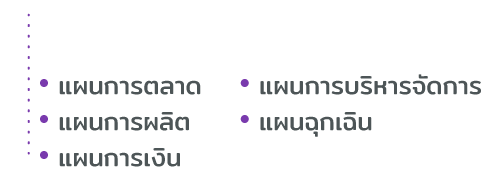 แผนการตลาด
แผนการผลิต
แผนการเงิน
แผนการบริหารจัดการ
แผนฉุกเฉิน